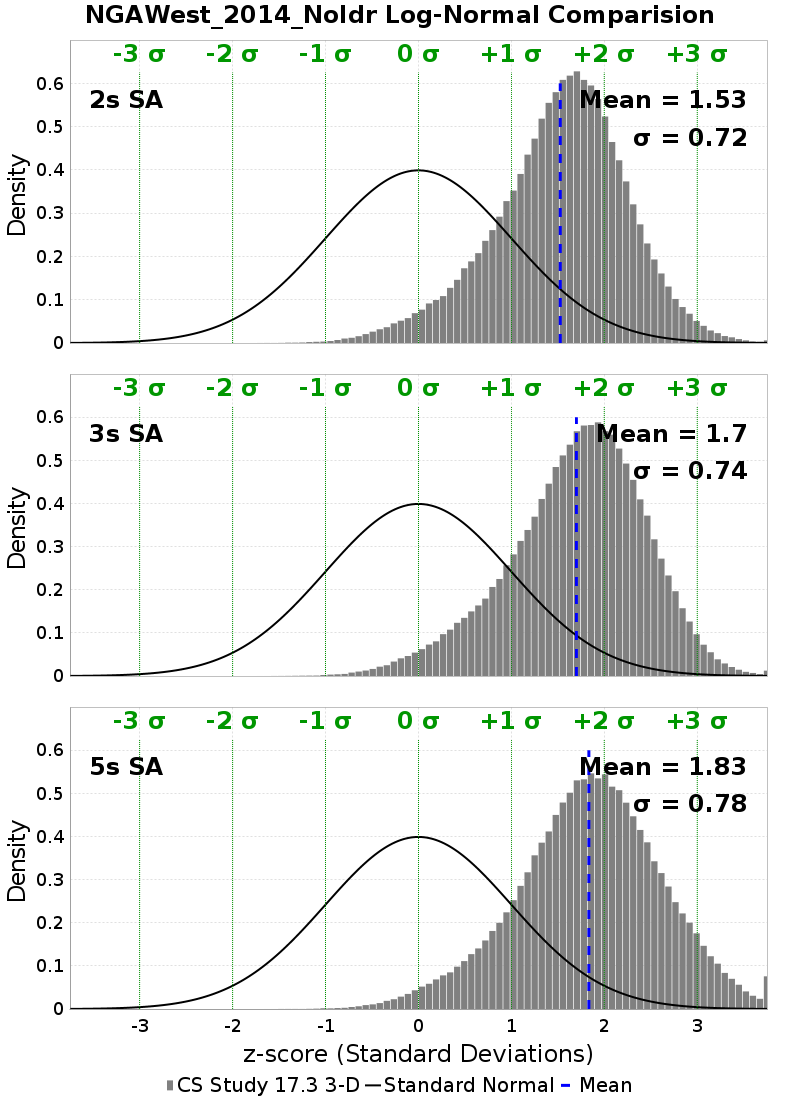 NGAWest_2014_NoIdr Log-Normal Comparision
-3 σ -2 σ -1 σ 0 σ +1 σ +2 σ +3 σ
0.6
2s SA
Mean = 1.53
0.5
σ = 0.72
0.4
Density
0.3
0.2
0.1
0
-3 σ -2 σ -1 σ 0 σ +1 σ +2 σ +3 σ
0.6
3s SA
Mean = 1.7
0.5
σ = 0.74
0.4
Density
0.3
0.2
0.1
0
-3 σ -2 σ -1 σ 0 σ +1 σ +2 σ +3 σ
0.6
5s SA
Mean = 1.83
0.5
σ = 0.78
0.4
Density
0.3
0.2
0.1
0
-3 -2 -1 0 1 2 3
z-score (Standard Deviations)
CS Study 17.3 3-D Standard Normal Mean